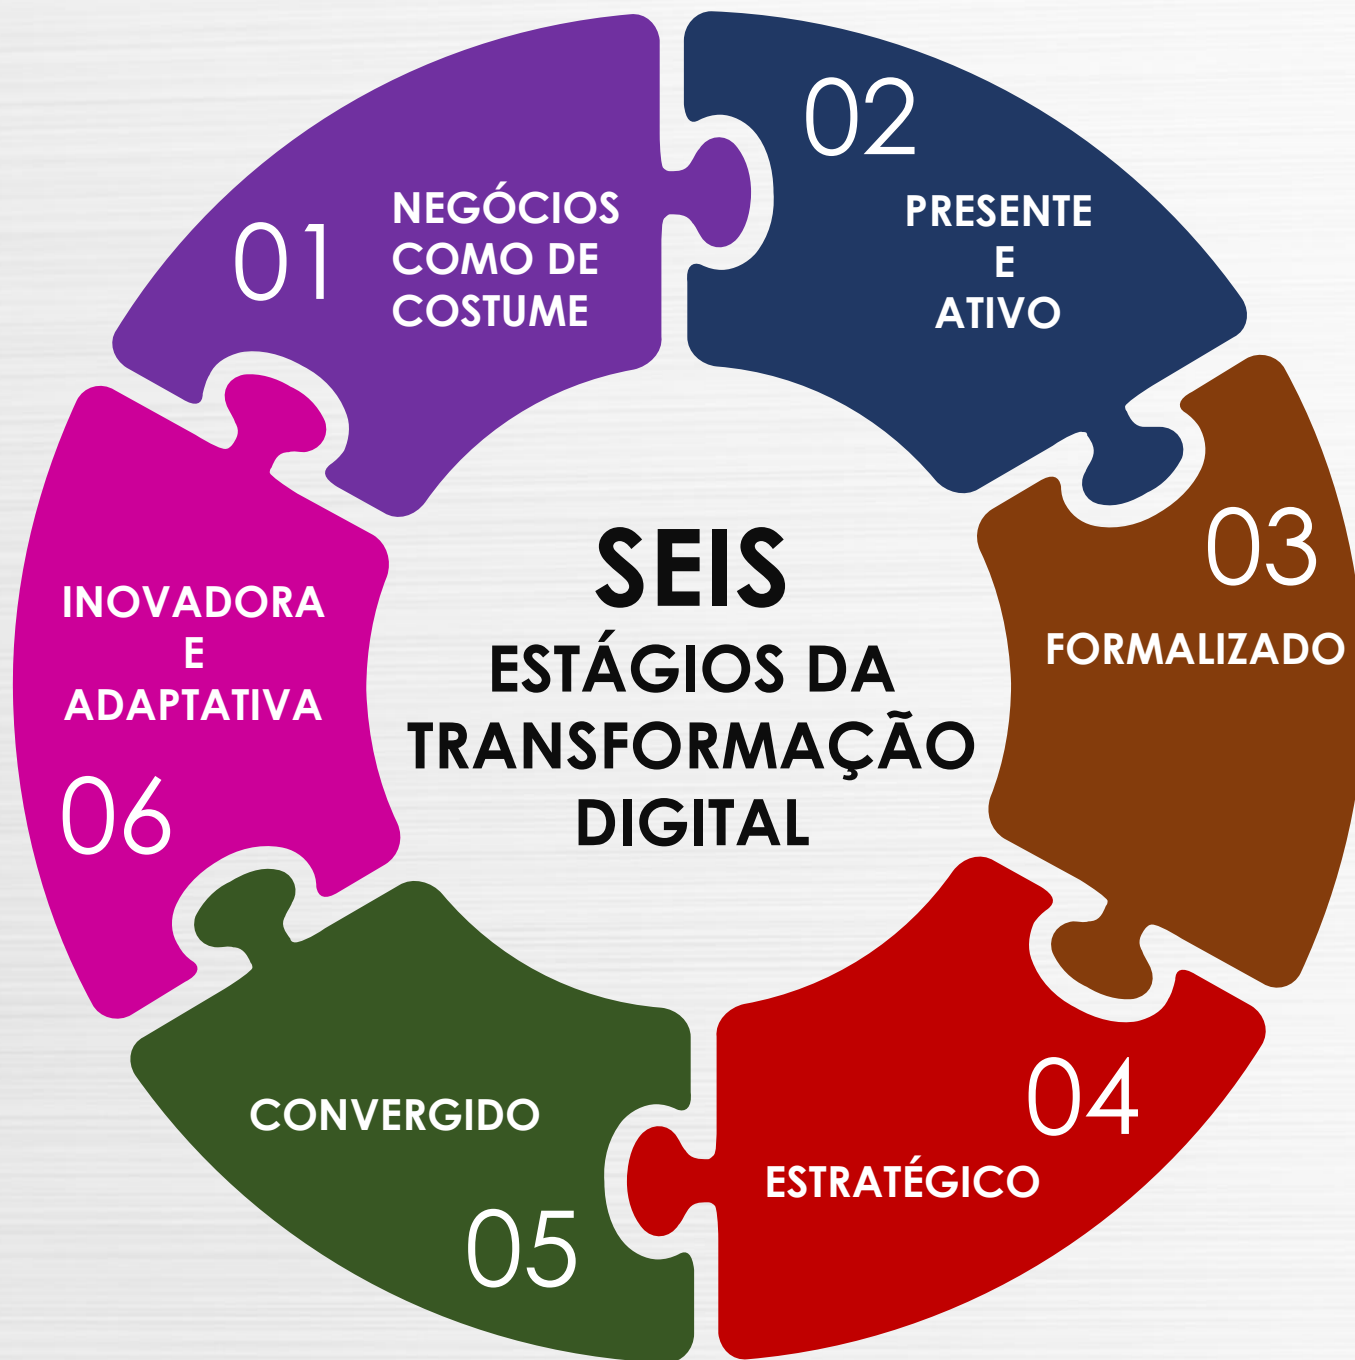 SEIS
ESTÁGIOS DA
TRANSFORMAÇÃO
DIGITAL
01
NEGÓCIOS
COMO DE
COSTUME
02
PRESENTE
E
ATIVO
03
FORMALIZADO
04
ESTRATÉGICO
CONVERGIDO
05
INOVADORA
E
ADAPTATIVA
06